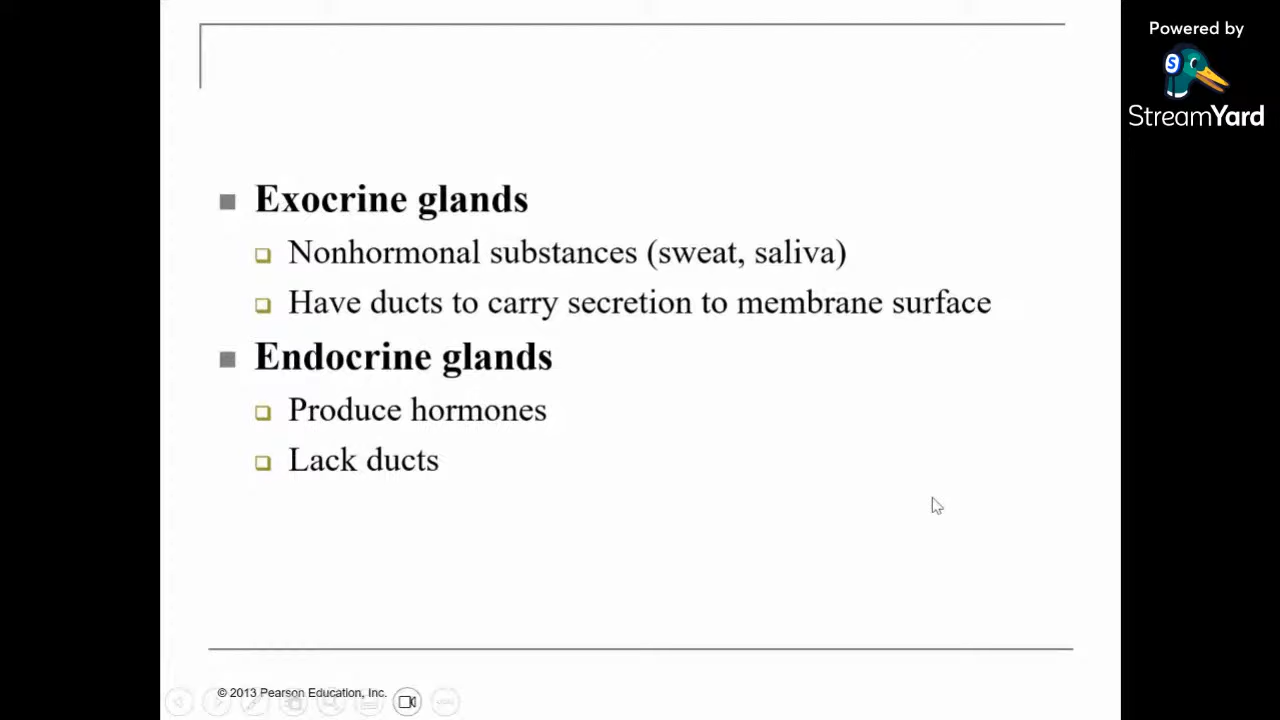 Powered by
S
StreamYard
Exocrine glands
Nonhormonal substances (sweat, saliva)
Have ducts to carry secretion to membrane surface
Endocrine glands
Produce hormones
Lack ducts
© 2013 Pearson Education, Inc.